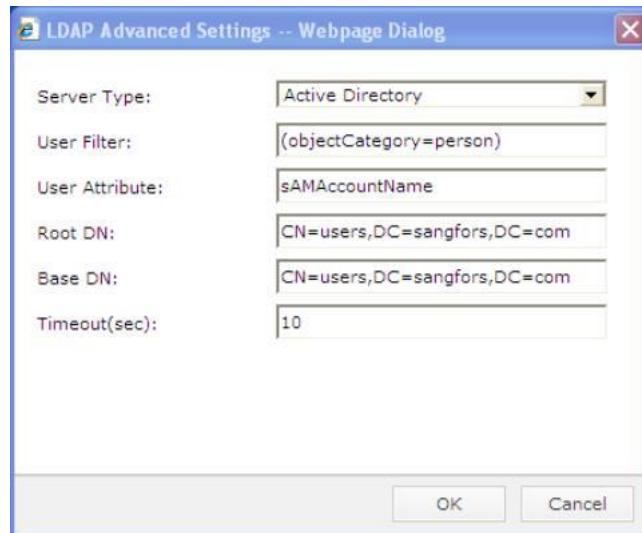 LDAP Advanced Settings -- Webpage Dialog
Server Type: Active Directory
User Filter: (objectCategory=person)
User Attribute: sAMAccountName
Root DN: CN=users,DC=sangfors,DC=com
Base DN: CN=users,DC=sangfors,DC=com
Timeout(sec): 10
OK Cancel